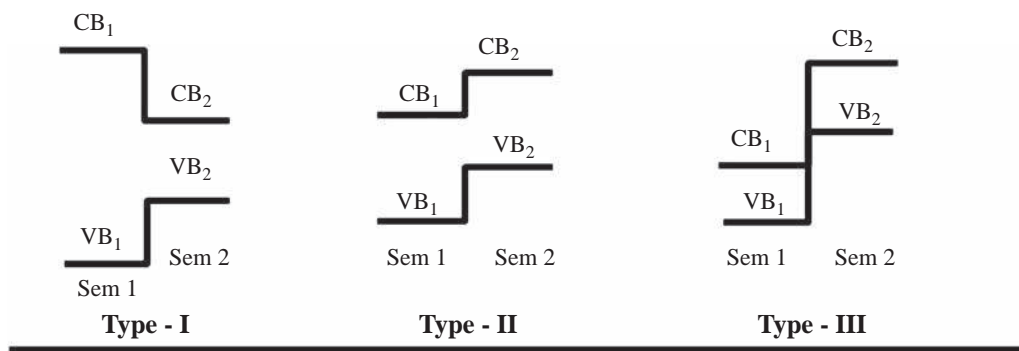 CB₁
CB₂
VB₂
VB₁
Sem 2
Sem 1
Type - I
CB₂
CB₁
VB₂
VB₁
Sem 1 Sem 2
Type - II
CB₂
VB₂
CB₁
VB₁
Sem 1 Sem 2
Type - III